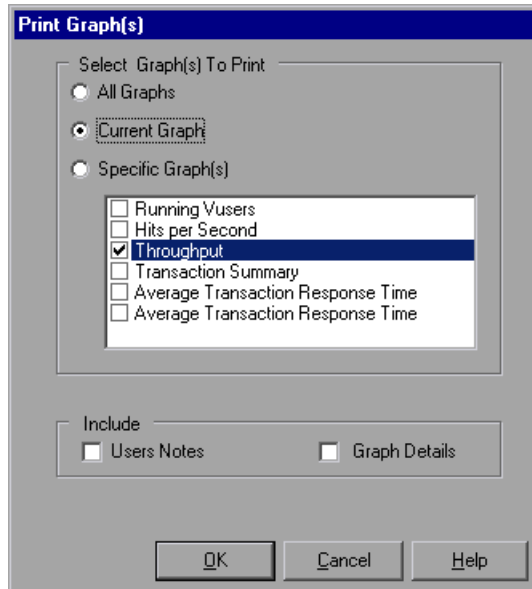 Print Graph(s)
Select Graph(s) To Print
All Graphs
Current Graph
Specific Graph(s)
Running Vusers
Hits per Second
Throughput
Transaction Summary
Average Transaction Response Time
Average Transaction Response Time
Include
Users Notes Graph Details
OK Cancel Help